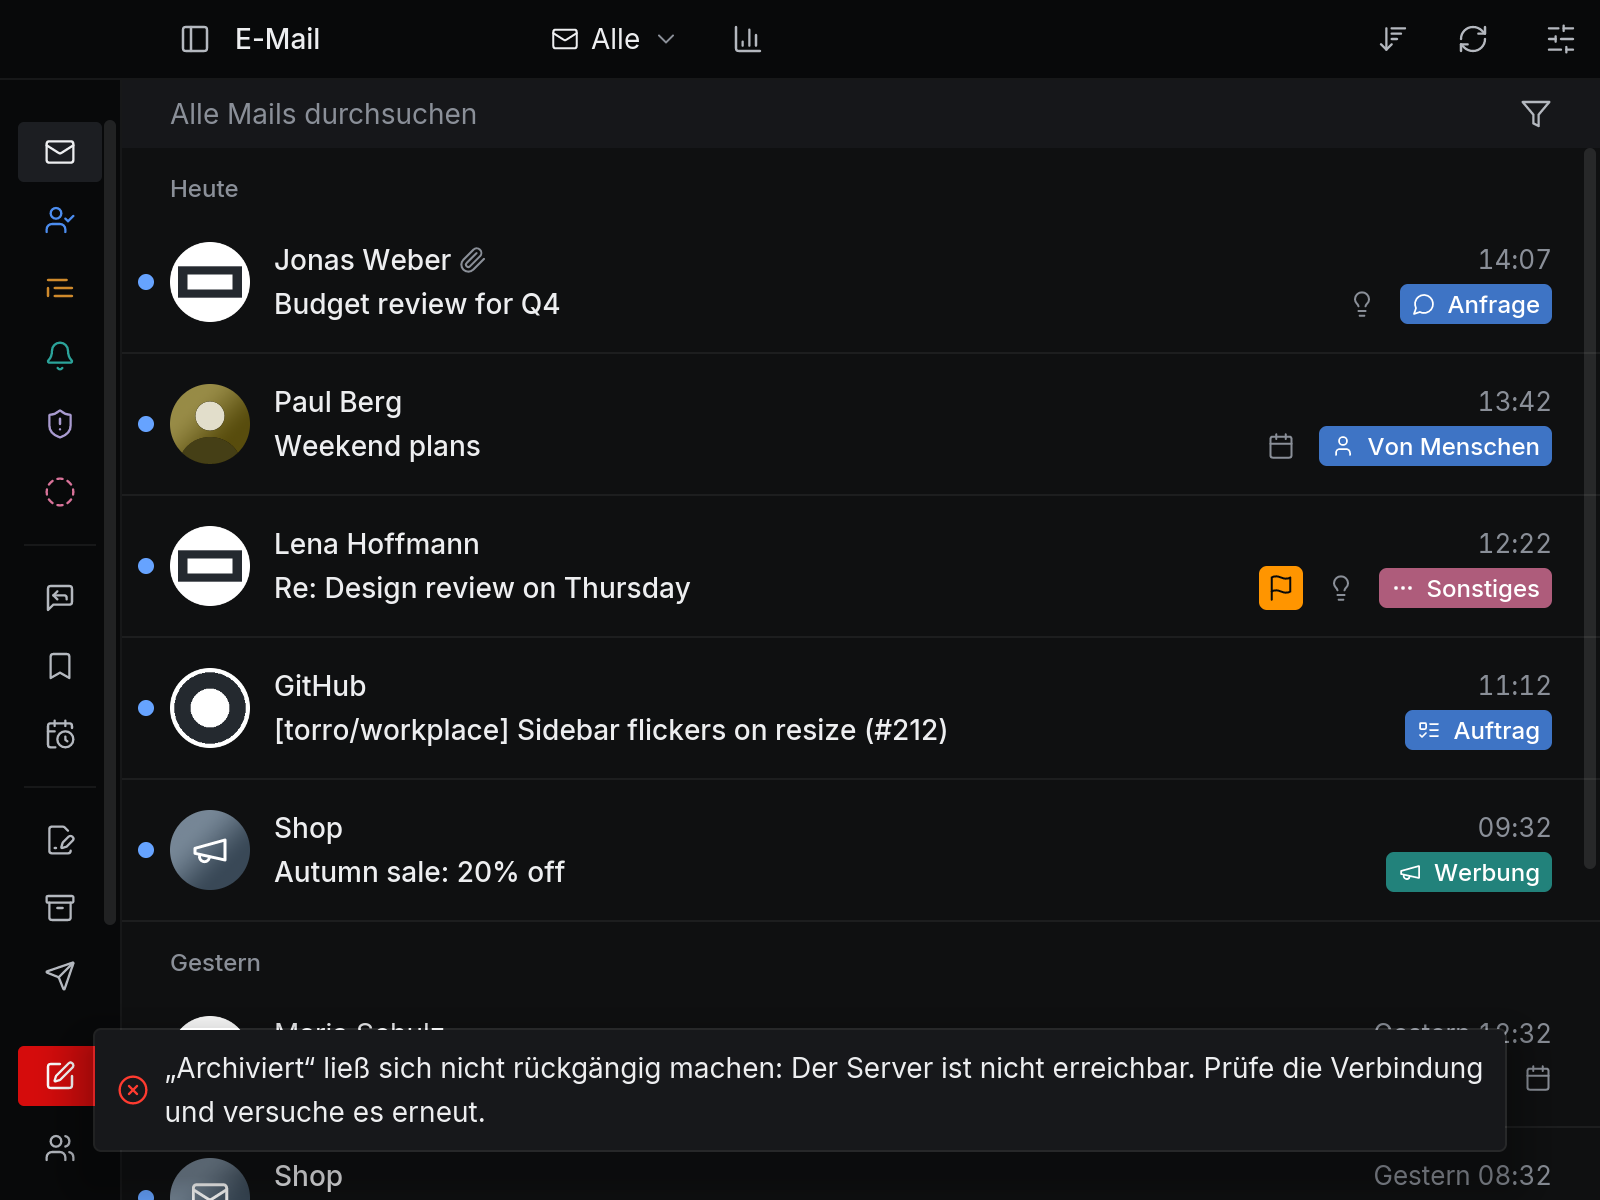 E-Mail
Alle
Alle Mails durchsuchen
Heute
Jonas Weber
14:07
Budget review for Q4
Anfrage
Paul Berg
13:42
Weekend plans
Von Menschen
Lena Hoffmann
12:22
Re: Design review on Thursday
Sonstiges
GitHub
11:12
[torro/workplace] Sidebar flickers on resize (#212)
Auftrag
Shop
09:32
Autumn sale: 20% off
Werbung
Gestern
Gestern 12:32
„Archiviert“ ließ sich nicht rückgängig machen: Der Server ist nicht erreichbar. Prüfe die Verbindung
und versuche es erneut.
Shop
Gestern 08:32